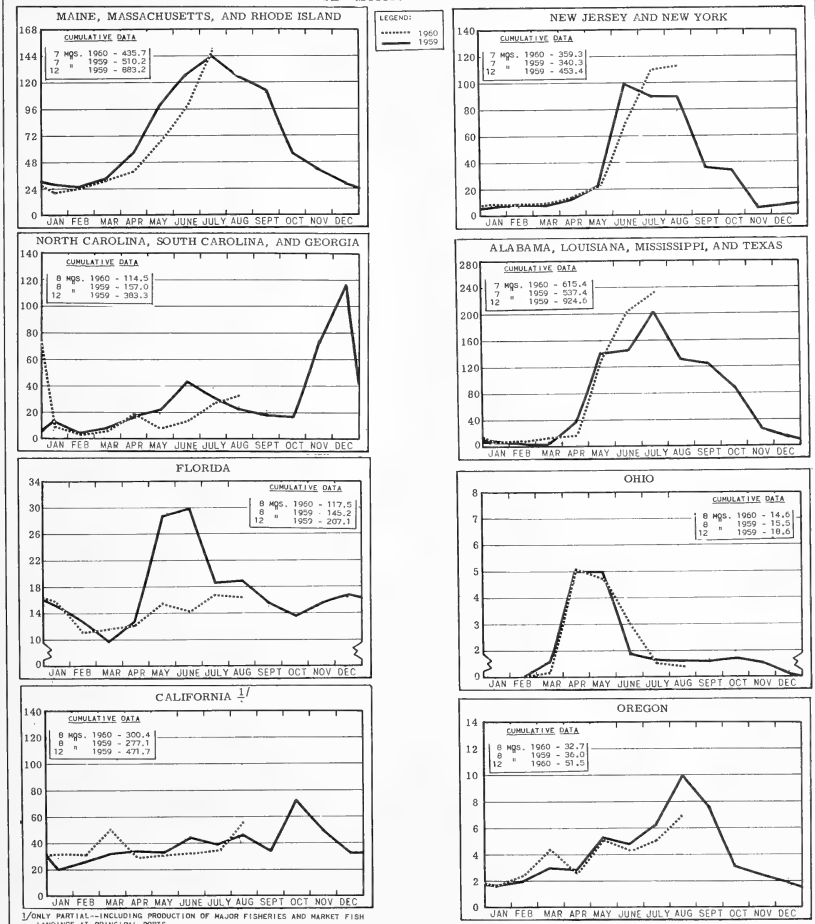 MAINE, MASSACHUSETTS, AND RHODE ISLAND
168
144
120
96
72
48
24
0
CUMULATIVE DATA
7 MOS. 1960 - 435.7
7 " 1959 - 510.2
12 " 1959 - 883.2
JAN FEB MAR APR MAY JUNE JULY AUG SEPT OCT NOV DEC
LEGEND:
1960
1959
NEW JERSEY AND NEW YORK
140
120
100
80
60
40
20
0
CUMULATIVE DATA
7 MOS. 1960 - 359.3
7 " 1959 - 340.3
12 " 1959 - 453.4
JAN FEB MAR APR MAY JUNE JULY AUG SEPT OCT NOV DEC
NORTH CAROLINA, SOUTH CAROLINA, AND GEORGIA
140
120
100
80
60
40
20
0
CUMULATIVE DATA
8 MOS. 1960 - 114.5
8 " 1959 - 157.0
12 " 1959 - 383.3
JAN FEB MAR APR MAY JUNE JULY AUG SEPT OCT NOV DEC
ALABAMA, LOUISIANA, MISSISSIPPI, AND TEXAS
280
240
200
160
120
80
40
0
CUMULATIVE DATA
7 MOS. 1960 - 615.4
7 " 1959 - 537.4
12 " 1959 - 924.6
JAN FEB MAR APR MAY JUNE JULY AUG SEPT OCT NOV DEC
FLORIDA
34
30
26
22
18
14
10
0
CUMULATIVE DATA
8 MOS. 1960 - 117.5
8 " 1959 - 145.2
12 " 1959 - 207.1
JAN FEB MAR APR MAY JUNE JULY AUG SEPT OCT NOV DEC
OHIO
8
7
6
5
3
2
0
CUMULATIVE DATA
8 MOS. 1960 - 14.6
8 " 1959 - 15.5
12 " 1959 - 18.6
JAN FEB MAR APR MAY JUNE JULY AUG SEPT OCT NOV DEC
CALIFORNIA 1/
140
120
100
80
60
40
20
0
CUMULATIVE DATA
8 MOS. 1960 - 300.4
8 " 1959 - 277.1
12 " 1959 - 471.7
JAN FEB MAR APR MAY JUNE JULY AUG SEPT OCT NOV DEC
1/ONLY PARTIAL--INCLUDING PRODUCTION OF MAJOR FISHERIES AND MARKET FISH
OREGON
14
12
10
8
6
4
2
0
CUMULATIVE DATA
8 MOS. 1960 - 32.7
8 " 1959 - 36.0
12 " 1960 - 51.5
JAN FEB MAR APR MAY JUNE JULY AUG SEPT OCT NOV DEC